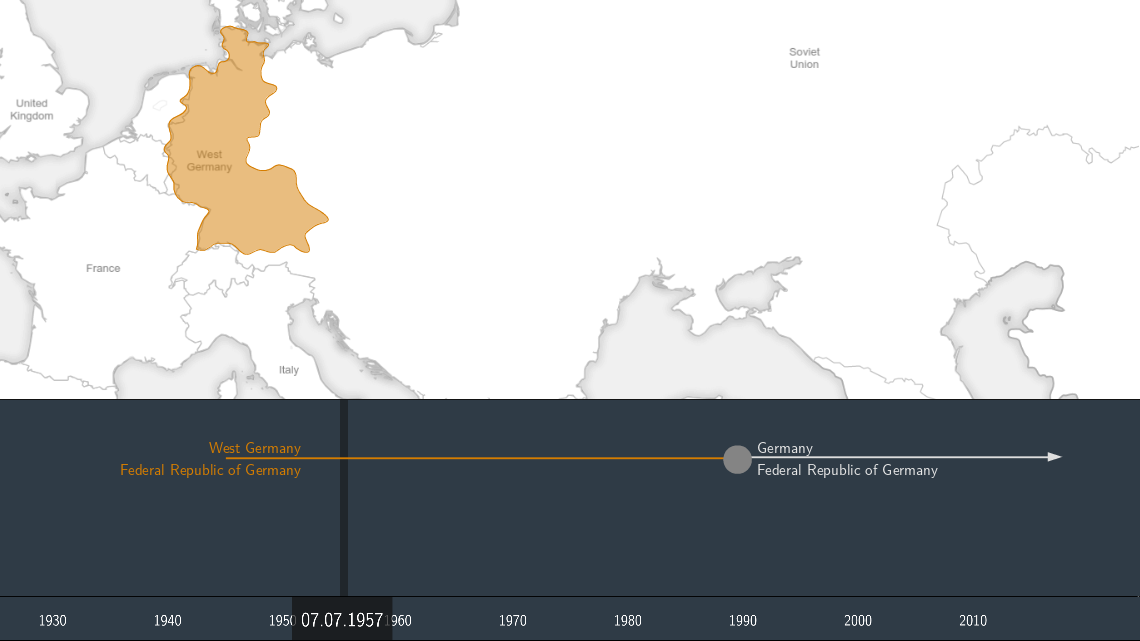 Soviet
Union
United
Kingdom
West
Germany
France
Italy
West Germany
Federal Republic of Germany
Germany
Federal Republic of Germany
1930 1940 1950 07.07.1957 1960 1970 1980 1990 2000 2010